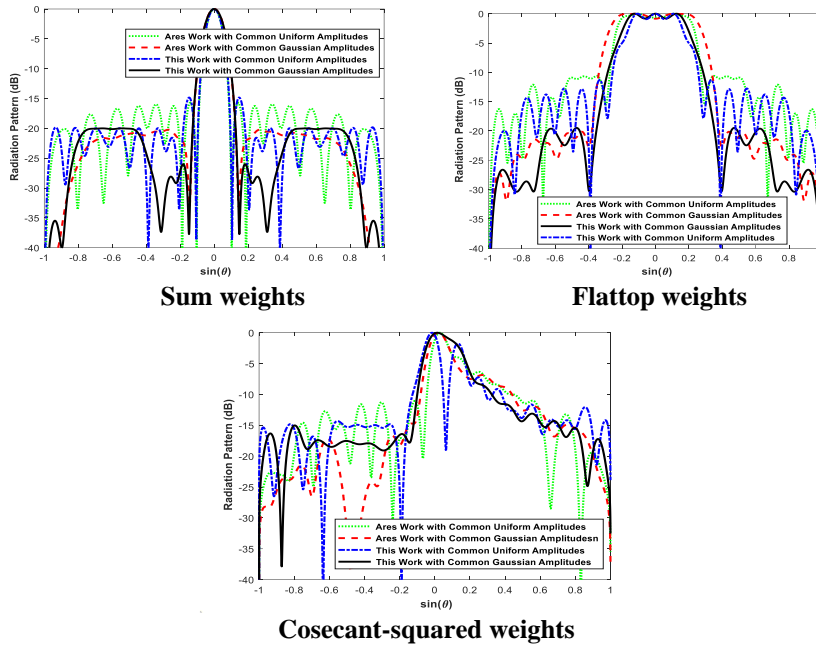 0
-5
-10
-15
-20
-25
-30
-35
-40
Radiation Pattern (dB)
Ares Work with Common Uniform Amplitudes
Ares Work with Common Gaussian Amplitudes
This Work with Common Uniform Amplitudes
This Work with Common Gaussian Amplitudes
-1 -0.8 -0.6 -0.4 -0.2 0 0.2 0.4 0.6 0.8 1
sin(θ)
Sum weights
0
-5
-10
-15
-20
-25
-30
-35
-40
Radiation Pattern (dB)
Ares Work with Common Uniform Amplitudes
Ares Work with Common Gaussian Amplitudes
This Work with Common Gaussian Amplitudes
This Work with Common Uniform Amplitudes
-1 -0.8 -0.6 -0.4 -0.2 0 0.2 0.4 0.6 0.8
sin(θ)
Flattop weights
0
-5
-10
-15
-20
-25
-30
-35
-40
Radiation Pattern (dB)
Ares Work with Common Uniform Amplitudes
Ares Work with Common Gaussian Amplitudesn
This Work with Common Uniform Amplitudes
This Work with Common Gaussian Amplitudes
-1 -0.8 -0.6 -0.4 -0.2 0 0.2 0.4 0.6 0.8 1
sin(θ)
Cosecant-squared weights